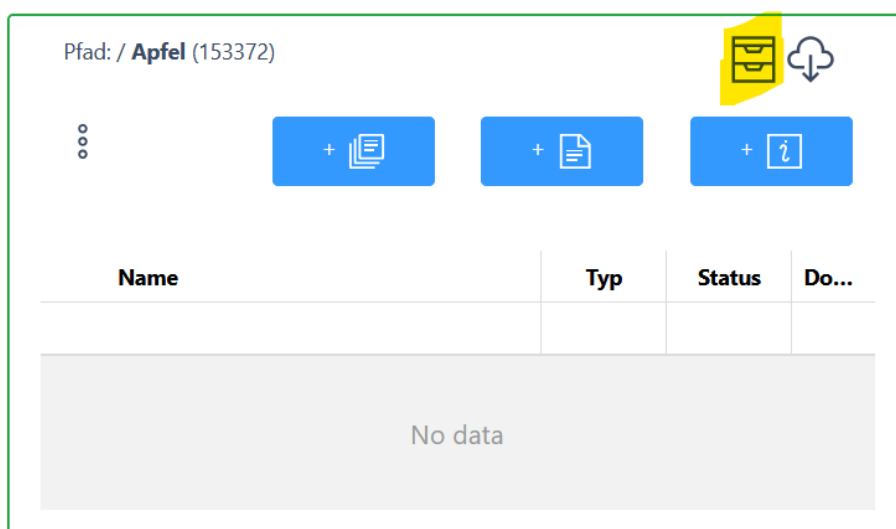 Pfad: / Apfel (153372)
+ + + i
Name Typ Status Do...
No data